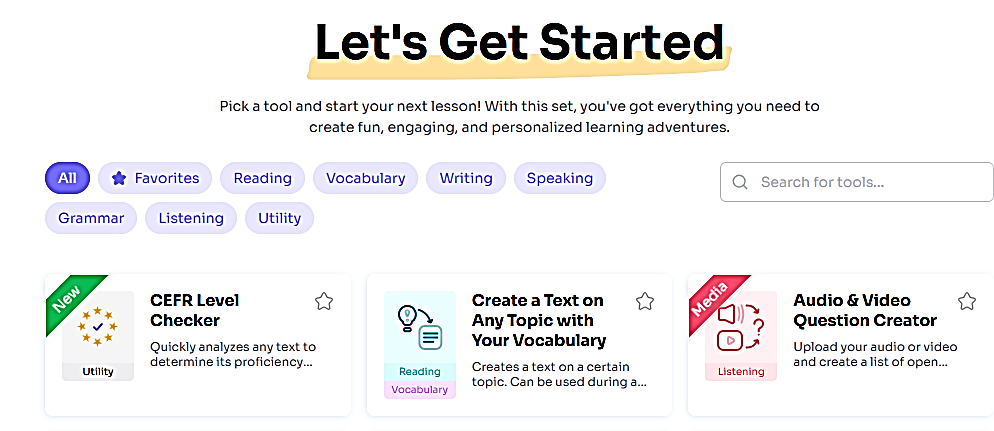 Let's Get Started
Pick a tool and start your next lesson! With this set, you've got everything you need to
create fun, engaging, and personalized learning adventures.
All
Favorites
Reading
Vocabulary
Writing
Speaking
Search for tools...
Grammar
Listening
Utility
New
CEFR Level
Checker
Quickly analyzes any text to
determine its proficiency...
Utility
Create a Text on
Any Topic with
Your Vocabulary
Creates a text on a certain
topic. Can be used during a...
Reading
Vocabulary
Media
Audio & Video
Question Creator
Upload your audio or video
and create a list of open...
Listening